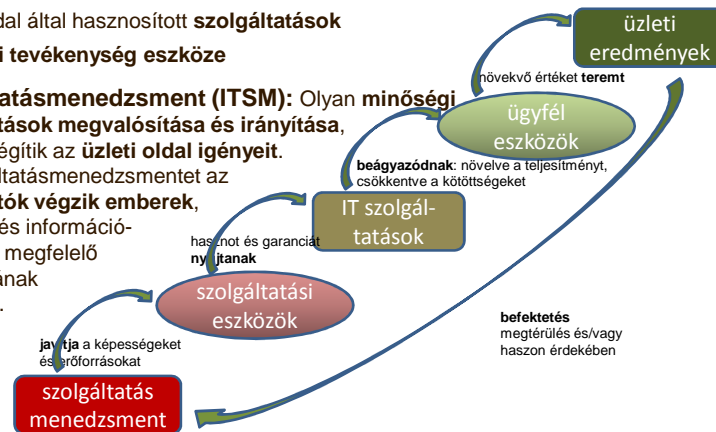 dal által hasznosított szolgáltatások
i tevékenység eszköze
atásmenedzsment (ITSM): Olyan minőségi
tások megvalósítása és irányítása,
égítik az üzleti oldal igényeit.
ltatásmenedzsmentet az
tók végzik emberek,
és információ-
megfelelő
ának
.
üzleti
eredmények
növekvő értéket teremt
ügyfél
eszközök
beágyazódnak: növelve a teljesítményt,
csökkentve a kötöttségeket
IT szolgál-
tatások
hasznot és garanciát
nyújtanak
szolgáltatási
eszközök
befektetés
megtérülés és/vagy
haszon érdekében
javítja a képességeket
és erőforrásokat
szolgáltatás
menedzsment